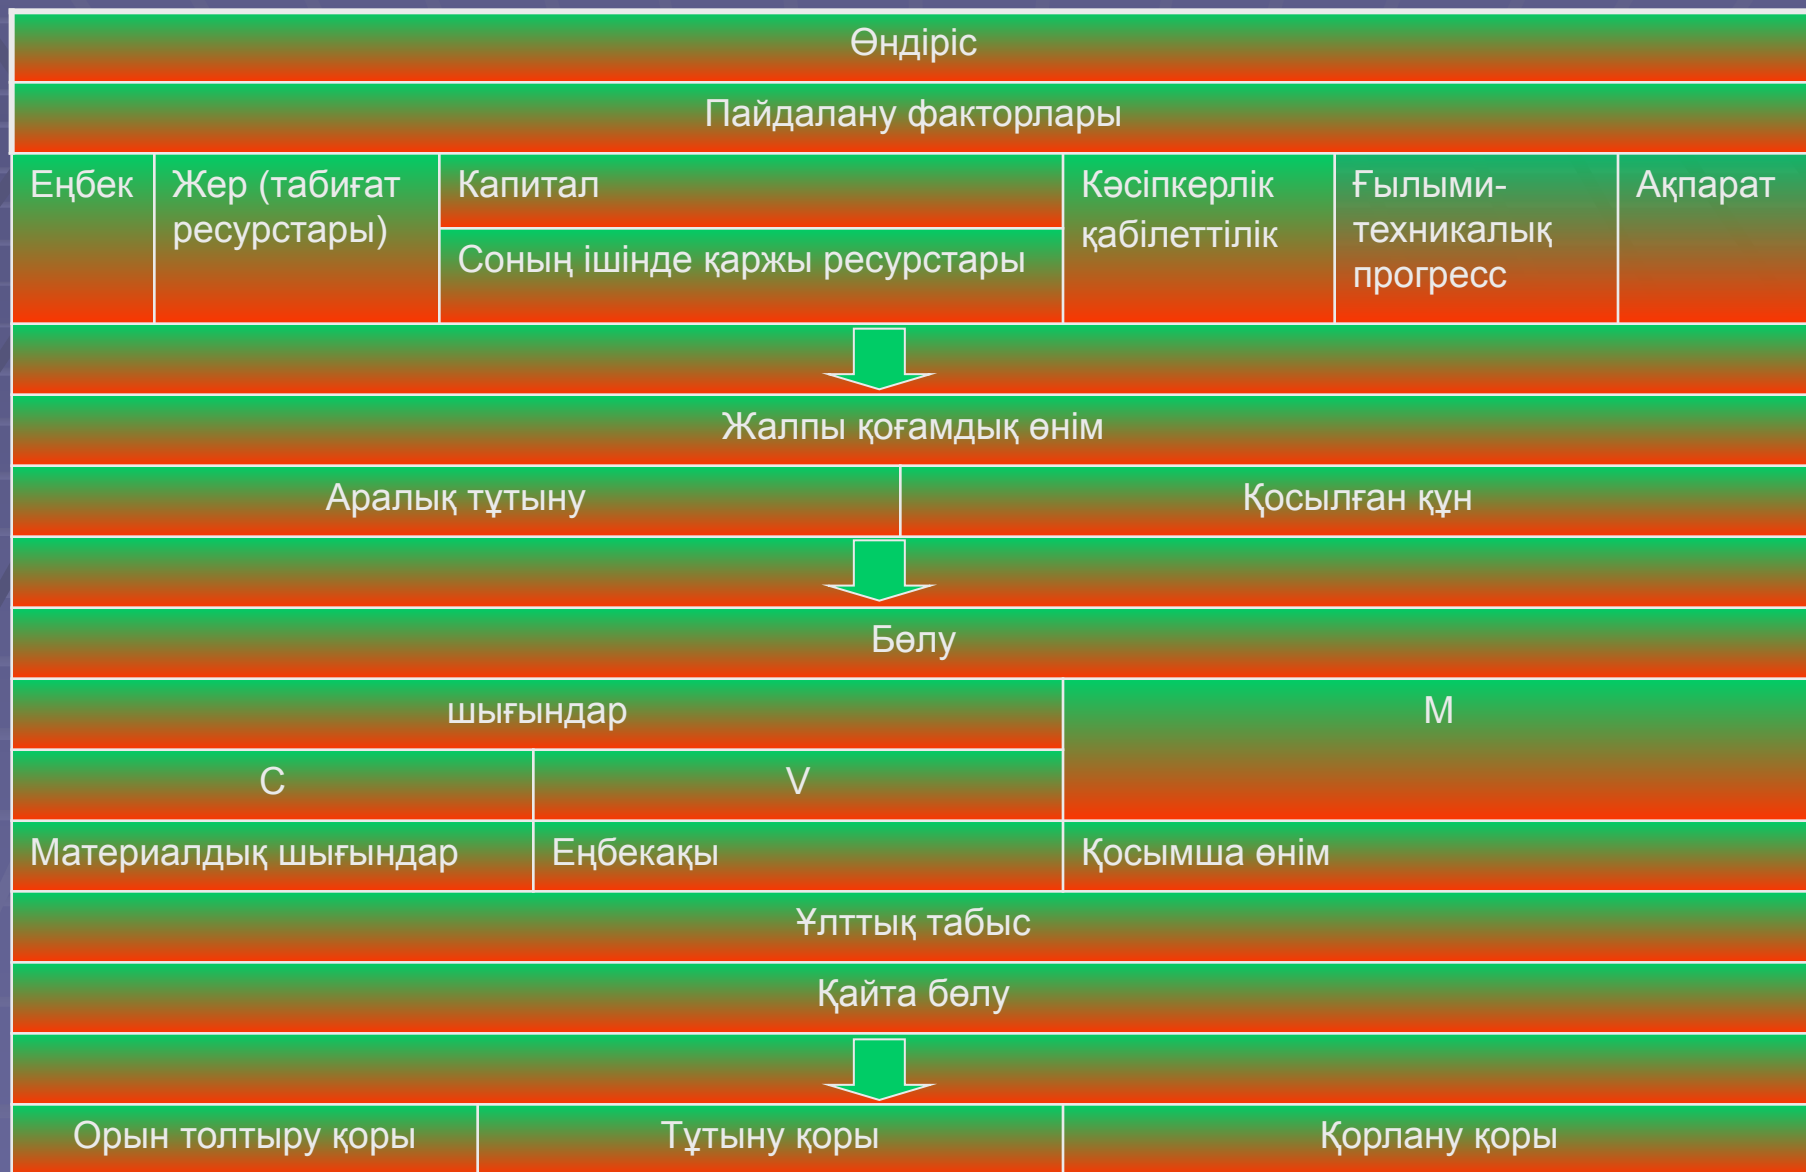 Өндіріс
Пайдалану факторлары
Еңбек
Жер (табиғат
ресурстары)
Капитал
Соның ішінде қаржы ресурстары
Кәсіпкерлік
қабілеттілік
Ғылыми-
техникалық
прогресс
Ақпарат
Жалпы қоғамдық өнім
Аралық тұтыну
Қосылған құн
Бөлу
шығындар
М
С
V
Материалдық шығындар
Еңбекақы
Қосымша өнім
Ұлттық табыс
Қайта бөлу
Орын толтыру қоры
Тұтыну қоры
Қорлану қоры